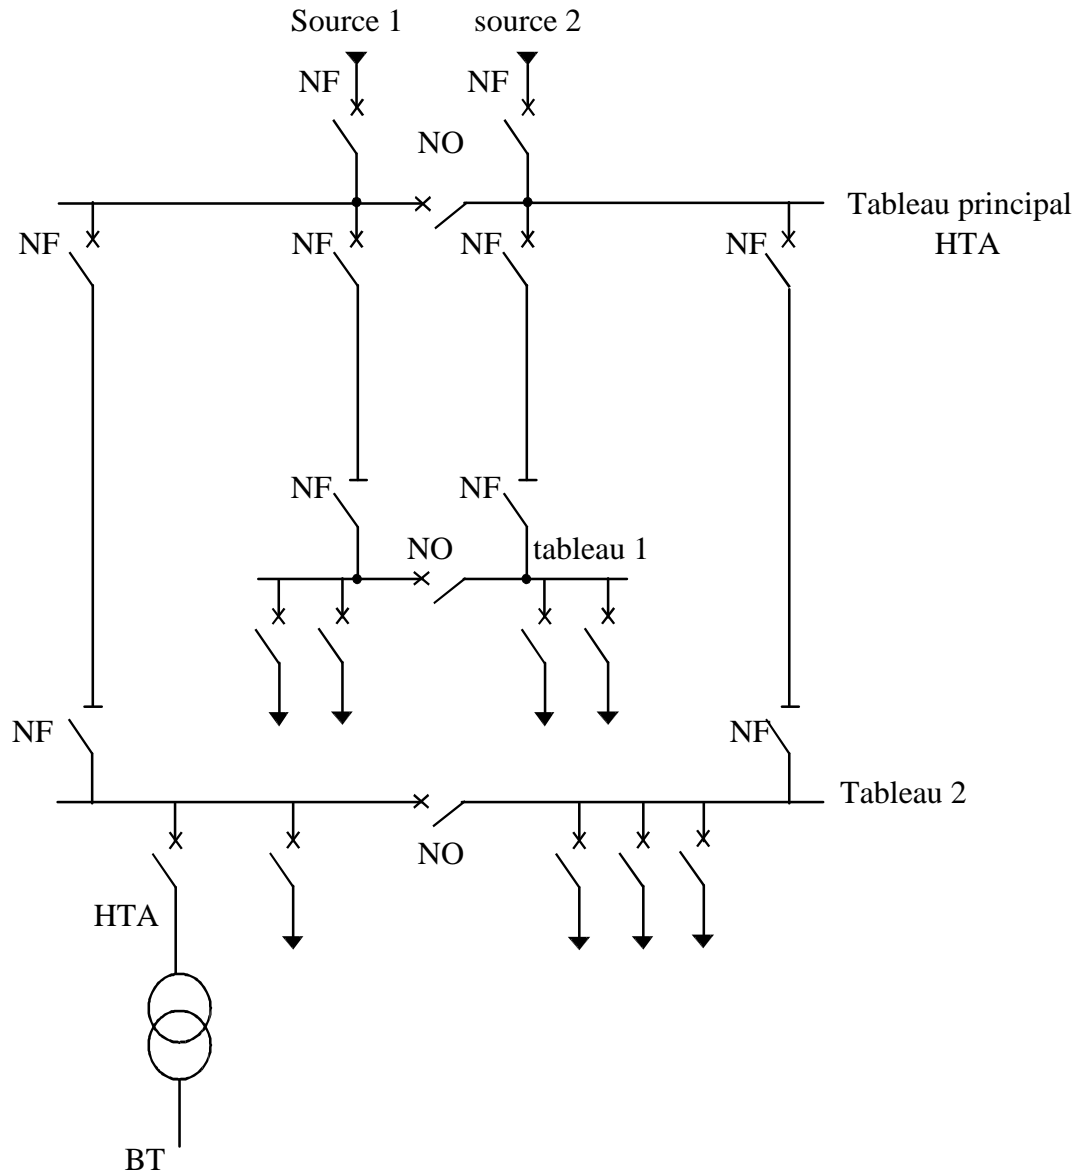 Source 1
source 2
NF
NF
NO
Tableau principal
HTA
NF
NF
NF
NF
NF
NF
NO
tableau 1
NF
NF
Tableau 2
NO
HTA
BT